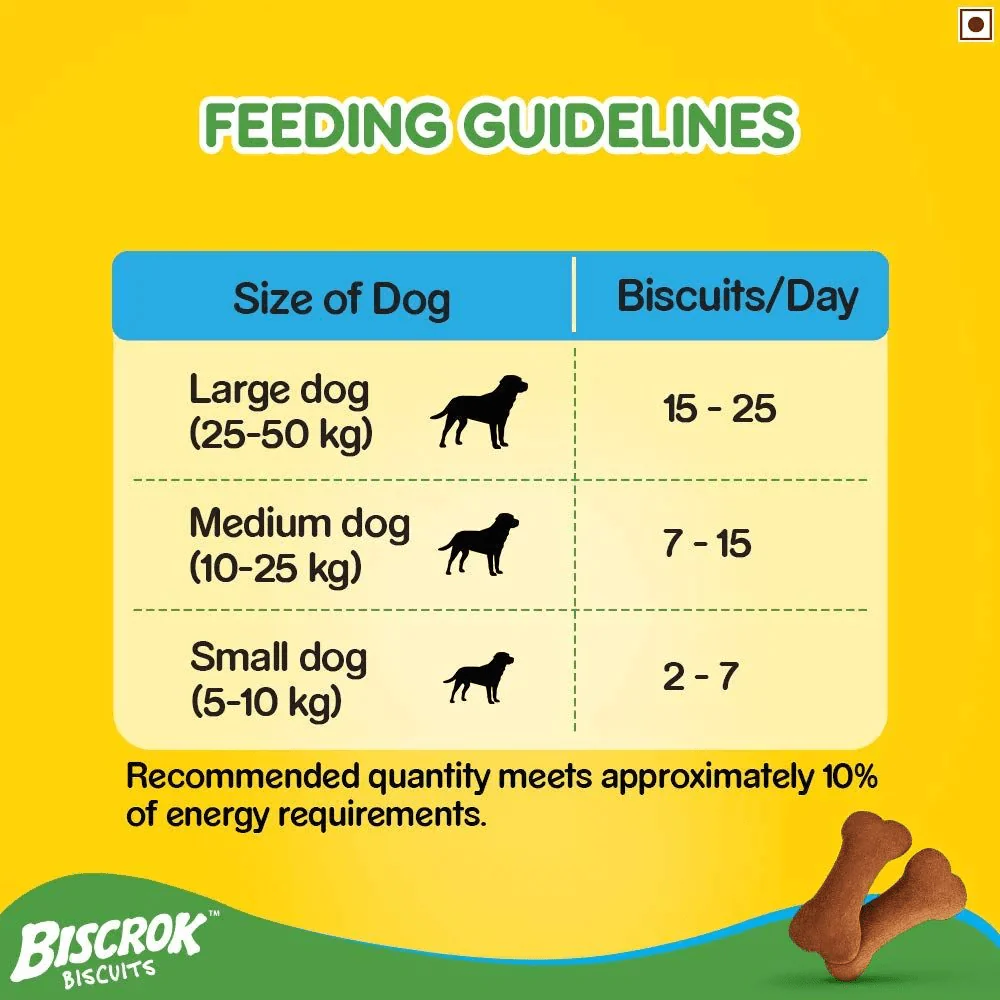 FEEDING GUIDELINES
Size of Dog
Biscuits/Day
Large dog
(25-50 kg)
15 - 25
Medium dog
(10-25 kg)
7 - 15
Small dog
(5-10 kg)
2 - 7
Recommended quantity meets approximately 10%
of energy requirements.
BISCROK™
BISCUITS